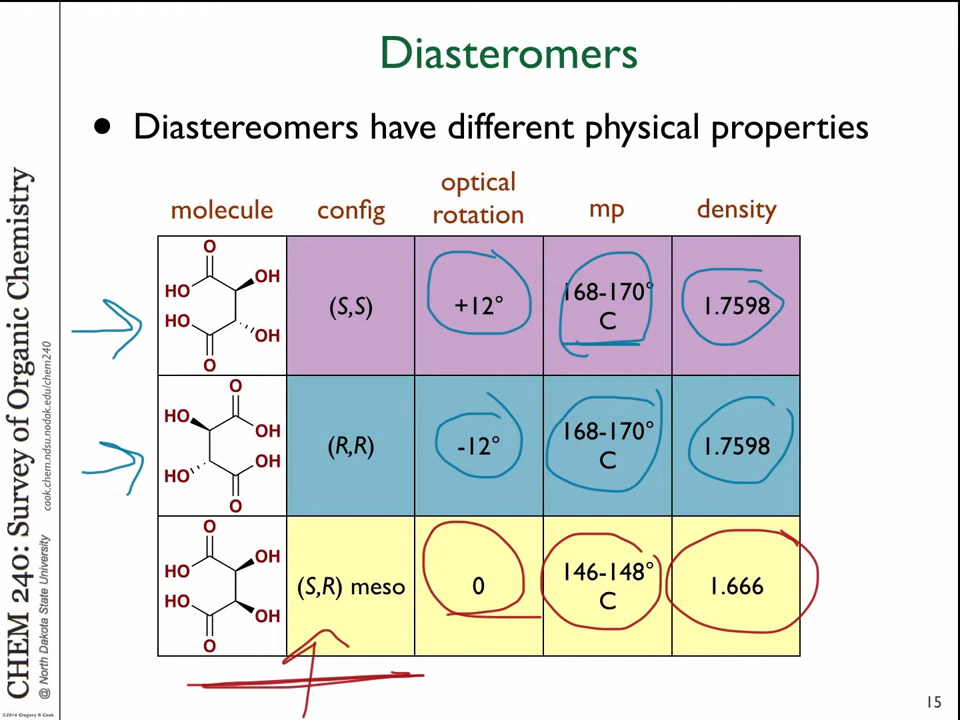 Diasteromers
• Diastereomers have different physical properties
molecule config optical rotation mp density
O
OH
HO
HO
OH
O
(S,S)
+12°
168-170°
C
1.7598
O
HO
OH
OH
HO
O
(R,R)
-12°
168-170°
C
1.7598
O
OH
HO
HO
OH
O
(S,R) meso
0
146-148°
C
1.666
CHEM 240: Survey of Organic Chemistry
@ North Dakota State University
cook.chem.ndsu.nodak.edu/chem240
©2014 Gregory R Cook
15